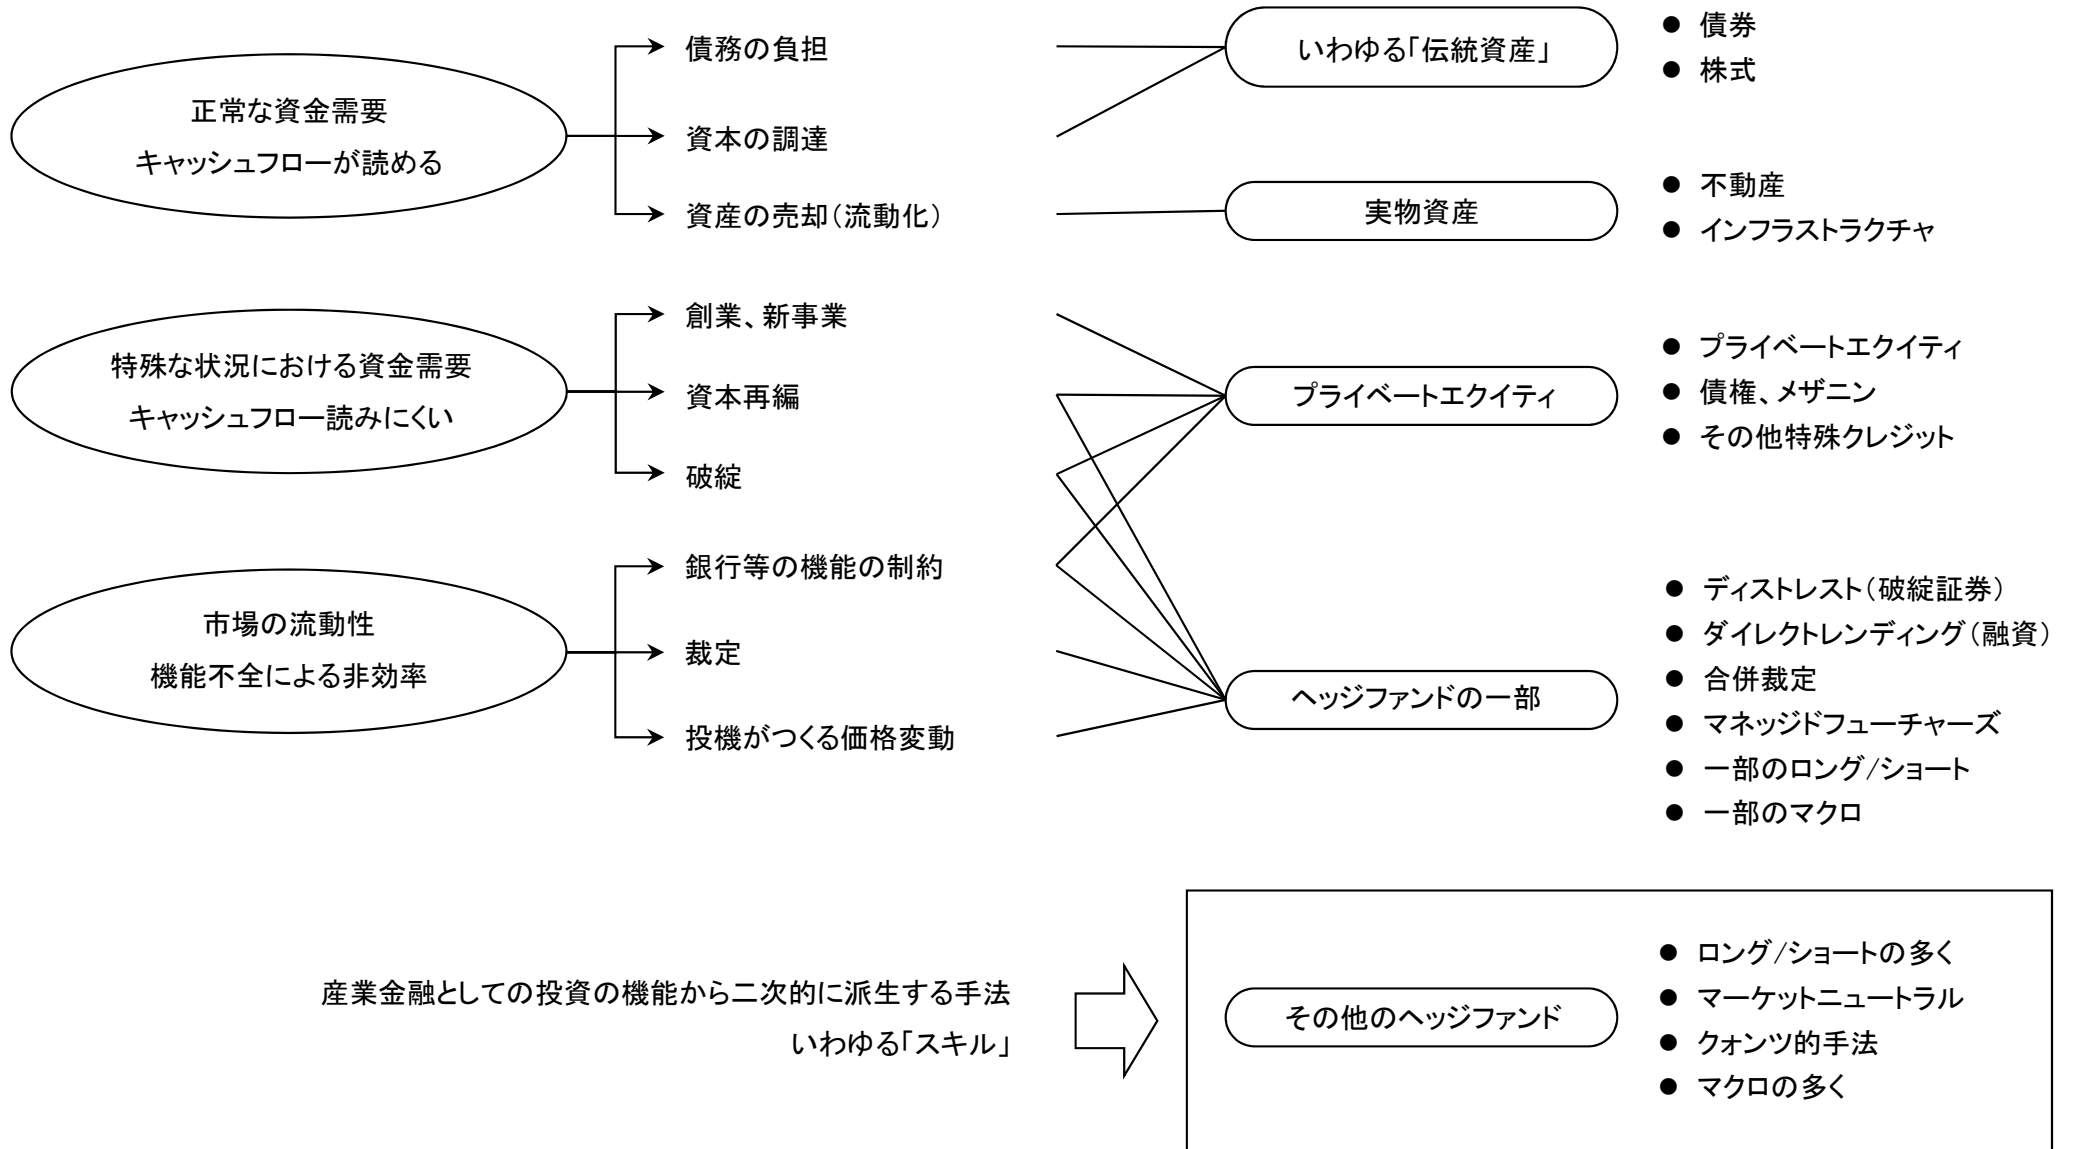 正常な資金需要
キャッシュフローが読める
債務の負担
資本の調達
資産の売却(流動化)
いわゆる「伝統資産」
● 債券
● 株式
実物資産
● 不動産
● インフラストラクチャ
特殊な状況における資金需要
キャッシュフロー読みにくい
創業、新事業
資本再編
破綻
プライベートエクイティ
● プライベートエクイティ
● 債権、メザニン
● その他特殊クレジット
市場の流動性
機能不全による非効率
銀行等の機能の制約
裁定
投機がつくる価格変動
ヘッジファンドの一部
● ディストレスト(破綻証券)
● ダイレクトレンディング(融資)
● 合併裁定
● マネッジドフューチャーズ
● 一部のロング/ショート
● 一部のマクロ
産業金融としての投資の機能から二次的に派生する手法
いわゆる「スキル」
その他のヘッジファンド
● ロング/ショートの多く
● マーケットニュートラル
● クォンツ的手法
● マクロの多く